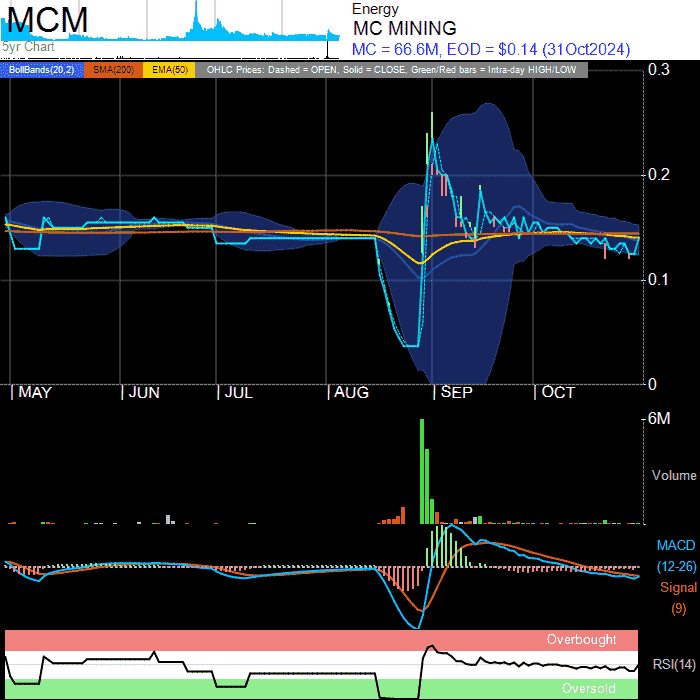 MCM
5yr Chart
Energy
MC MINING
MC = 66.6M, EOD = $0.14 (31Oct2024)
BollBands(20,2) SMA(200) EMA(50) OHLC Prices: Dashed = OPEN, Solid = CLOSE, Green/Red bars = Intra-day HIGH/LOW
0.3
0.2
0.1
0
MAY JUN JUL AUG SEP OCT
6M
Volume
MACD
(12-26)
Signal
(9)
Overbought
RSI(14)
Oversold